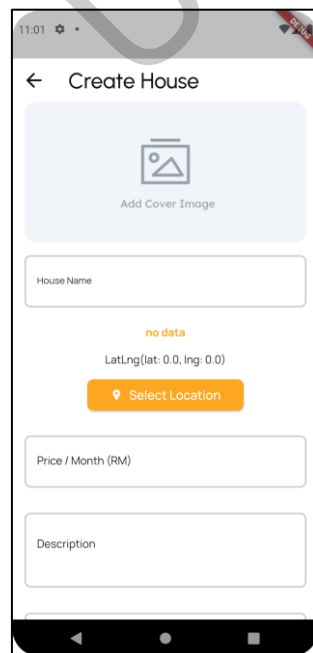 11:01
DEBUG
Create House
Add Cover Image
House Name
no data
LatLng(lat: 0.0, lng: 0.0)
Select Location
Price / Month (RM)
Description